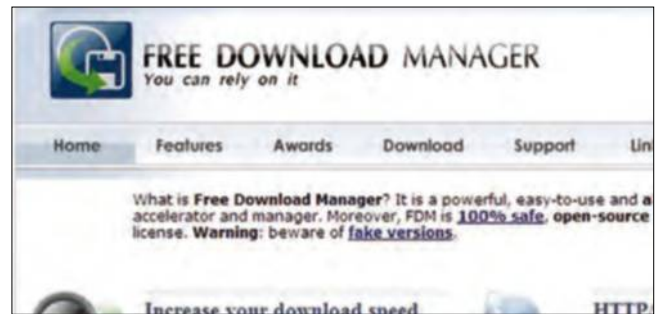 FREE DOWNLOAD MANAGER
You can rely on it
Home Features Awards Download Support
What is Free Download Manager? It is a powerful, easy-to-use and
accelerator and manager. Moreover, FDM is 100% safe, open-source
license. Warning: beware of fake versions.
Increase your download speed
HTTP